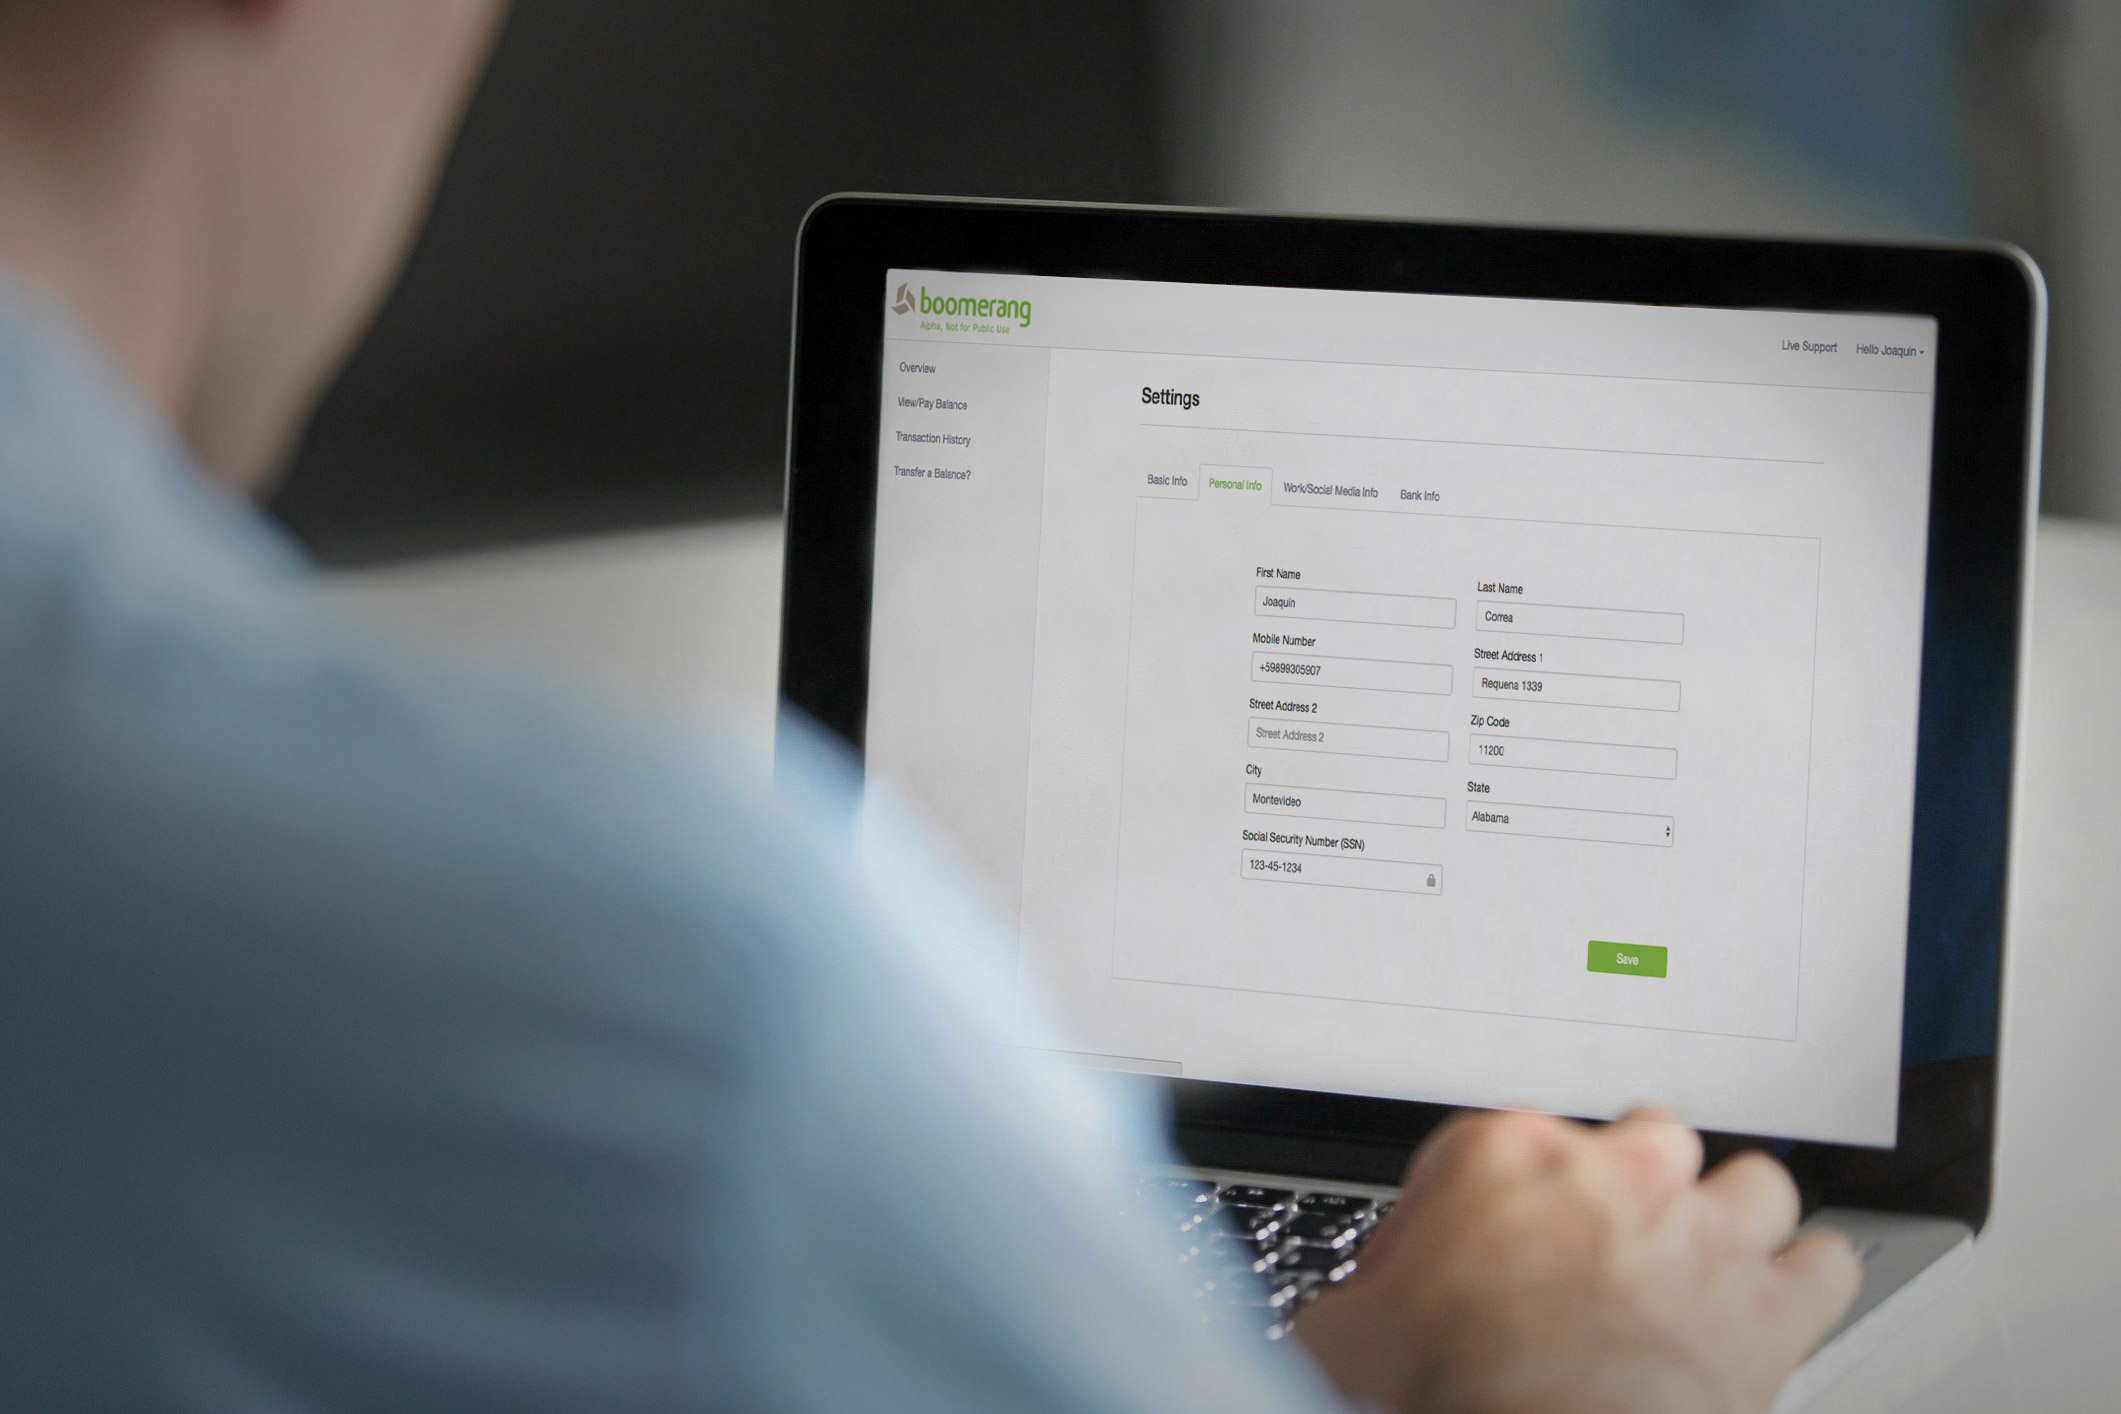 boomerang
Alpha, Not for Public Use
Live Support
Hello Joaquin
Overview
View/Pay Balance
Transaction History
Transfer a Balance?
Settings
Basic Info
Personal Info
Work/Social Media Info
Bank Info
First Name
Joaquin
Last Name
Correa
Mobile Number
+59899305907
Street Address 1
Requena 1339
Street Address 2
Street Address 2
Zip Code
11200
City
Montevideo
State
Alabama
Social Security Number (SSN)
123-45-1234
Save